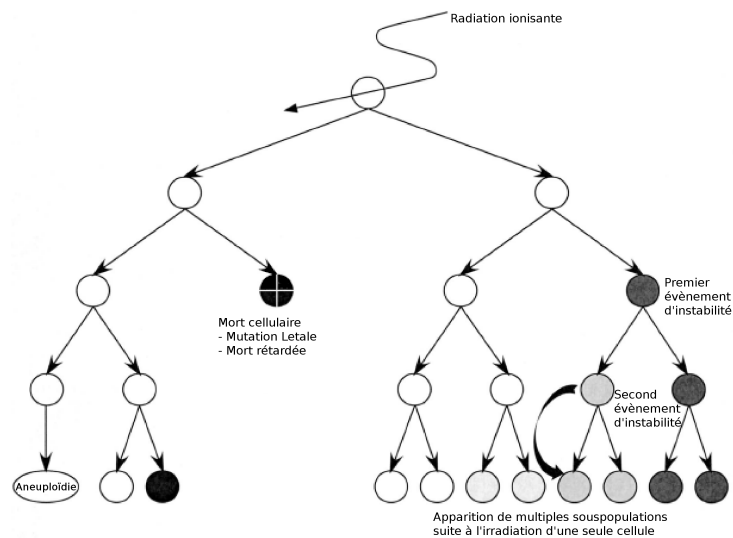 Radiation ionisante
Premier
évènement
d'instabilité
Mort cellulaire
- Mutation Letale
- Mort rétardée
Second
évènement
d'instabilité
Aneuploïdie
Apparition de multiples souspopulations
suite à l'irradiation d'une seule cellule